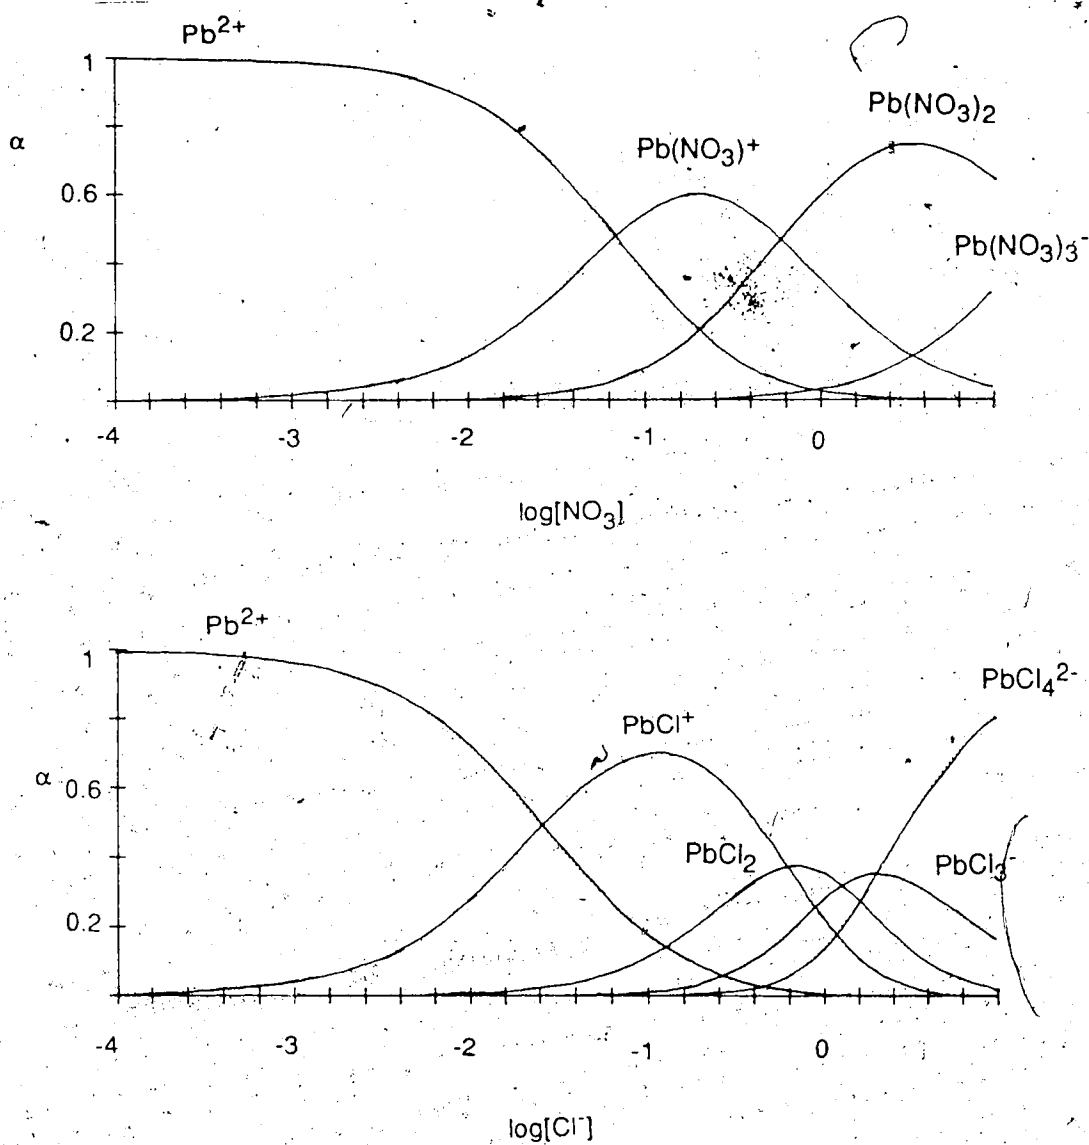 Pb²⁺
1
α
0.6
0.2
Pb(NO₃)⁺
Pb(NO₃)₂
Pb(NO₃)₃⁻
-4 -3 -2 -1 0
log[NO₃]
Pb²⁺
1
α 0.6
0.2
PbCl⁺
PbCl₂
PbCl₄²⁻
PbCl₃⁻
-4 -3 -2 -1 0
log[Cl⁻]